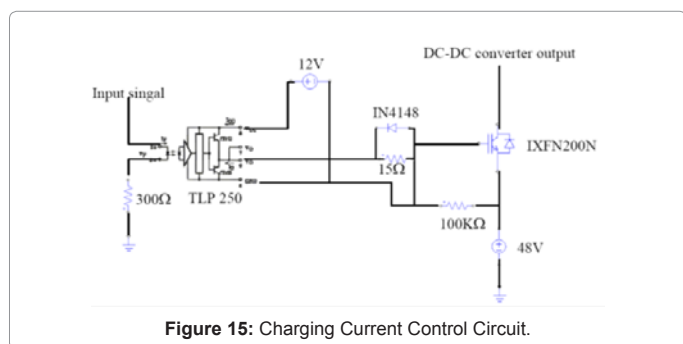 DC-DC converter output
12V
Input singal
IN4148
IXFN200N
15Ω
300Ω
TLP 250
100KΩ
48V
Figure 15: Charging Current Control Circuit.